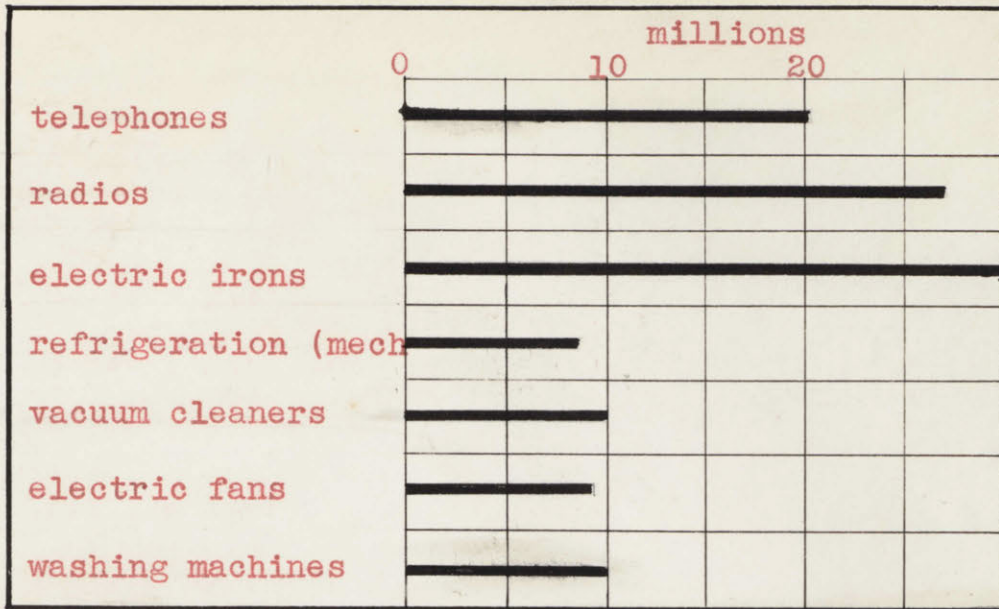 millions
0 10 20
telephones
radios
electric irons
refrigeration (mech
vacuum cleaners
electric fans
washing machines